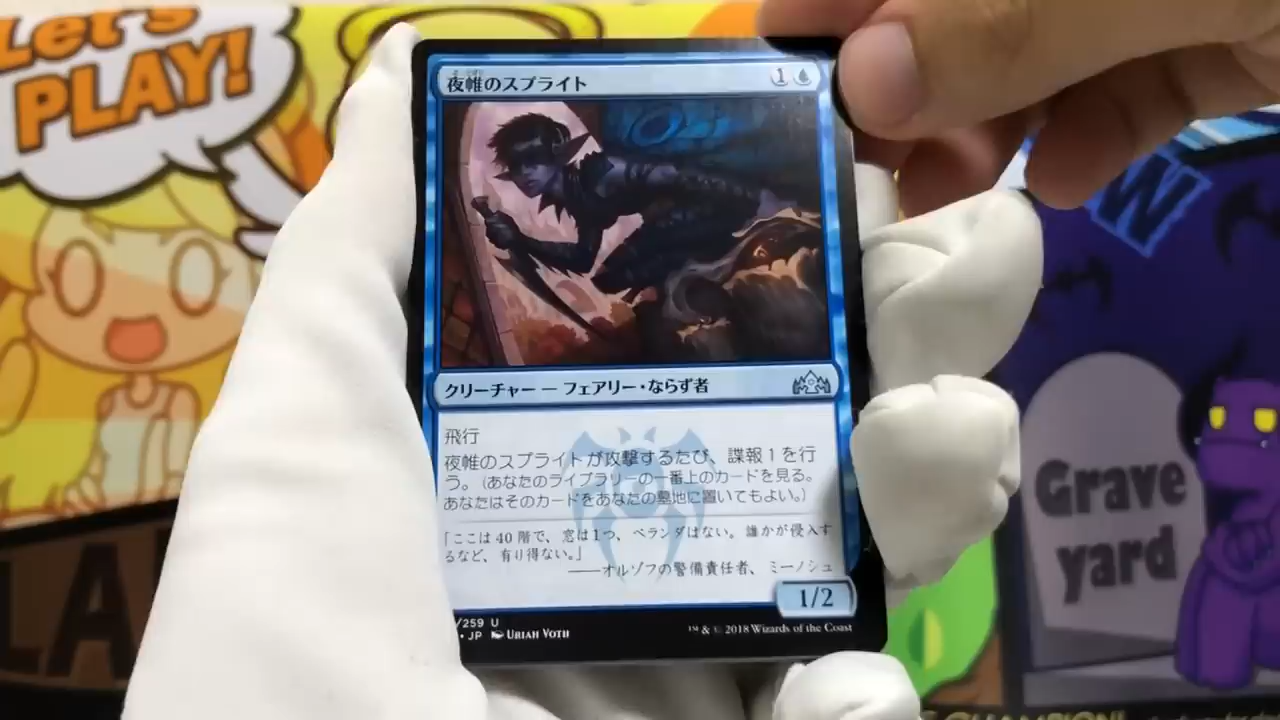 Let's
PLAY!
夜帷のスプライト
1
クリーチャー — フェアリー・ならず者
飛行
夜帷のスプライトが攻撃するたび、諜報1を行
う。(あなたのライブラリーの一番上のカードを見る。
あなたはそのカードをあなたの墓地に置いてもよい。)
「ここは40階で、窓は1つ、ベランダはない。誰かが侵入す
るなど、有り得ない。」
――オルゾフの警備責任者、ミーノシュ
1/2
/259 U
• JP Uriah Voth
™ & © 2018 Wizards of the Coast
W
Grave
yard
LA
CHAMPION!